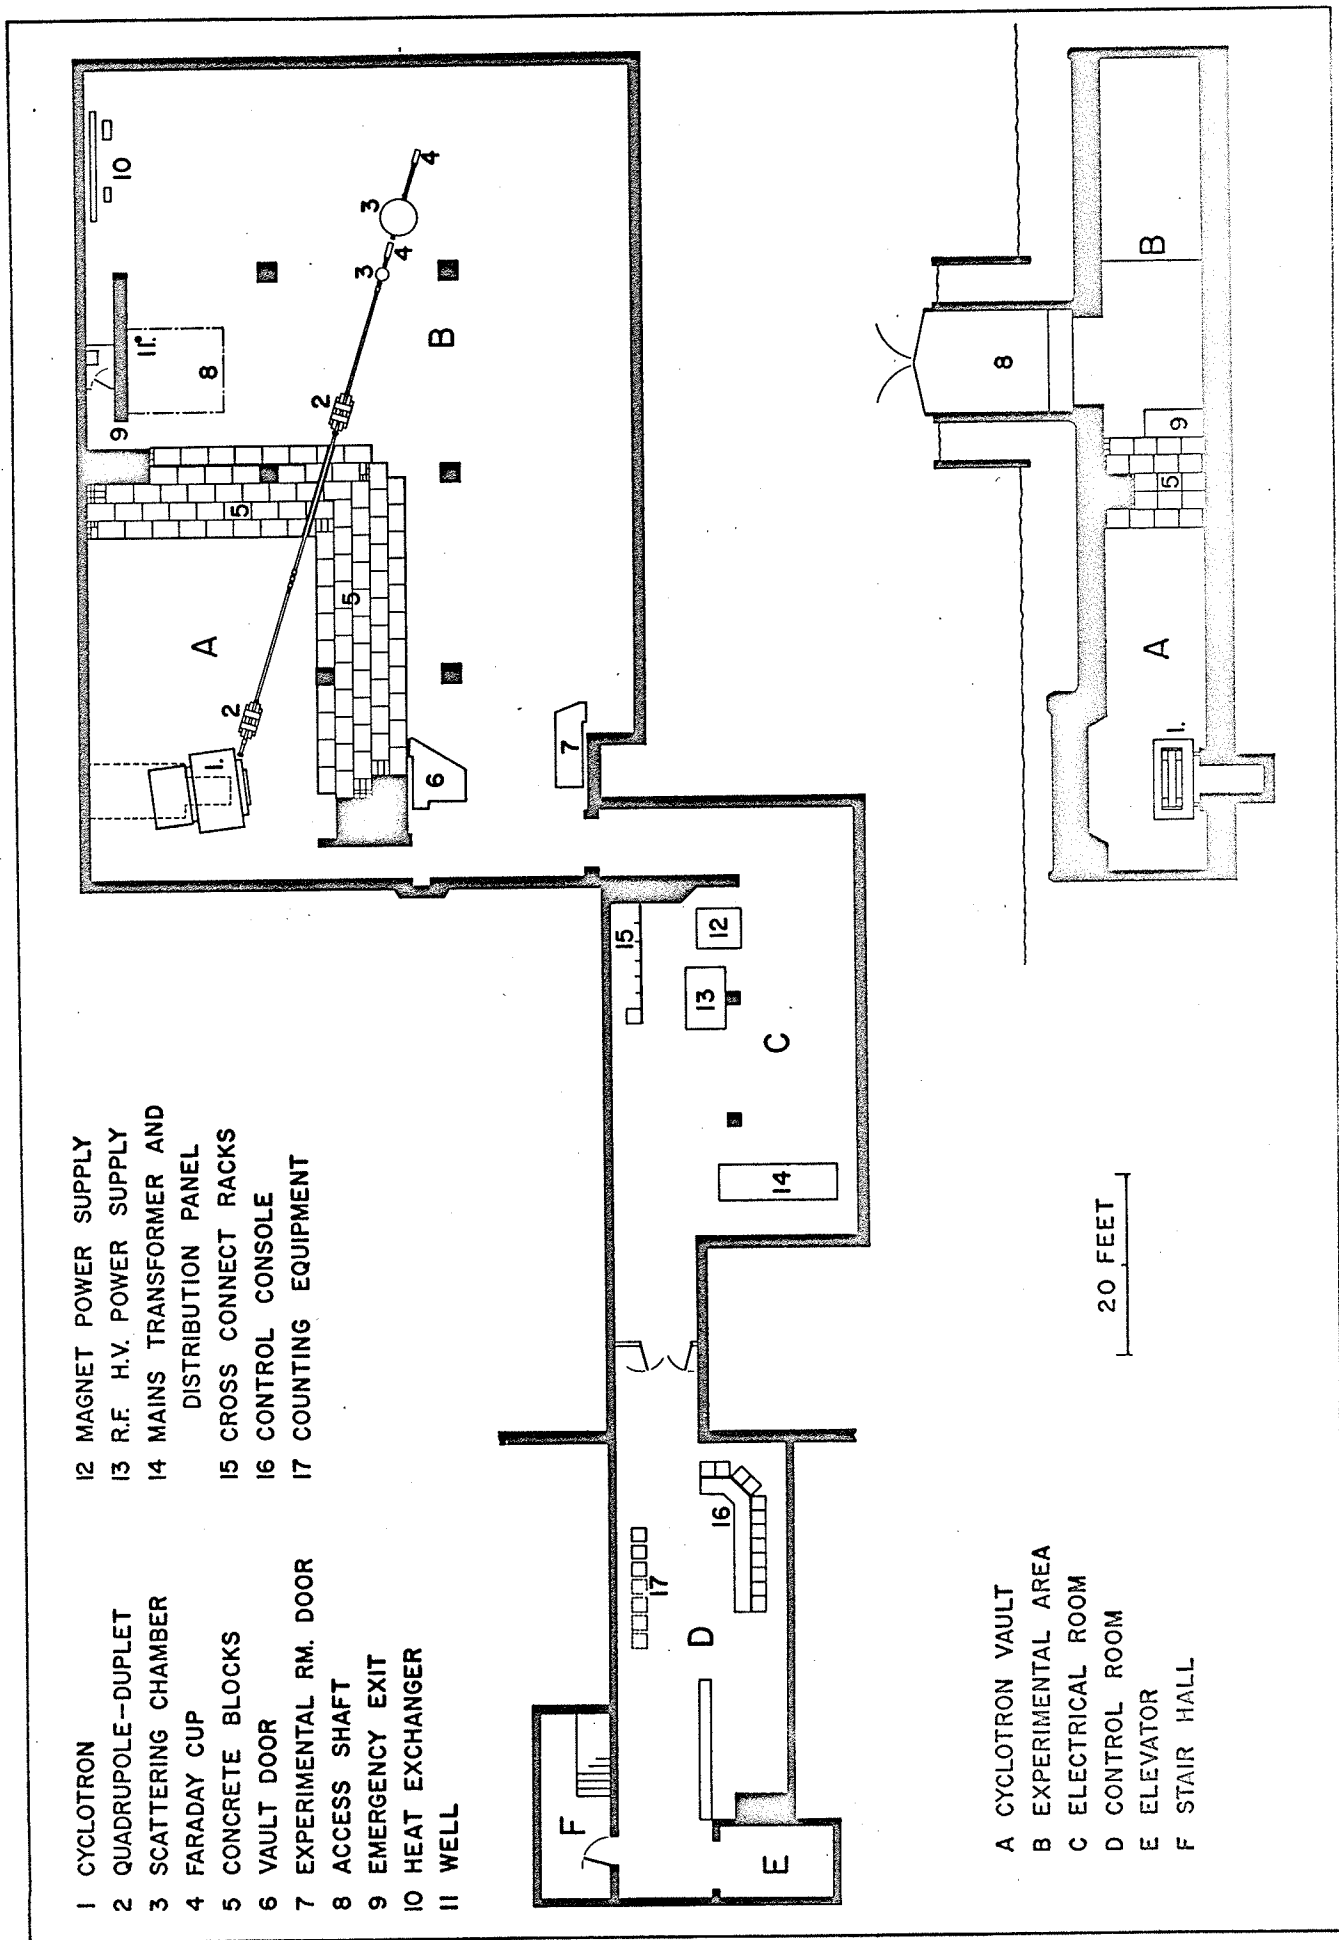 1 CYCLOTRON
2 QUADRUPOLE--DUPLET
3 SCATTERING CHAMBER
4 FARADAY CUP
5 CONCRETE BLOCKS
6 VAULT DOOR
7 EXPERIMENTAL RM. DOOR
8 ACCESS SHAFT
9 EMERGENCY EXIT
10 HEAT EXCHANGER
11 WELL
12 MAGNET POWER SUPPLY
13 R.F. H.V. POWER SUPPLY
14 MAINS TRANSFORMER AND
DISTRIBUTION PANEL
15 CROSS CONNECT RACKS
16 CONTROL CONSOLE
17 COUNTING EQUIPMENT
F
E
D
17
16
14
C
13
12
15
7
6
1.
2
A
5
5
9
8
11.
10
2
B
3
4
3
4
A CYCLOTRON VAULT
B EXPERIMENTAL AREA
C ELECTRICAL ROOM
D CONTROL ROOM
E ELEVATOR
F STAIR HALL
20 FEET
8
1.
A
5
9
B